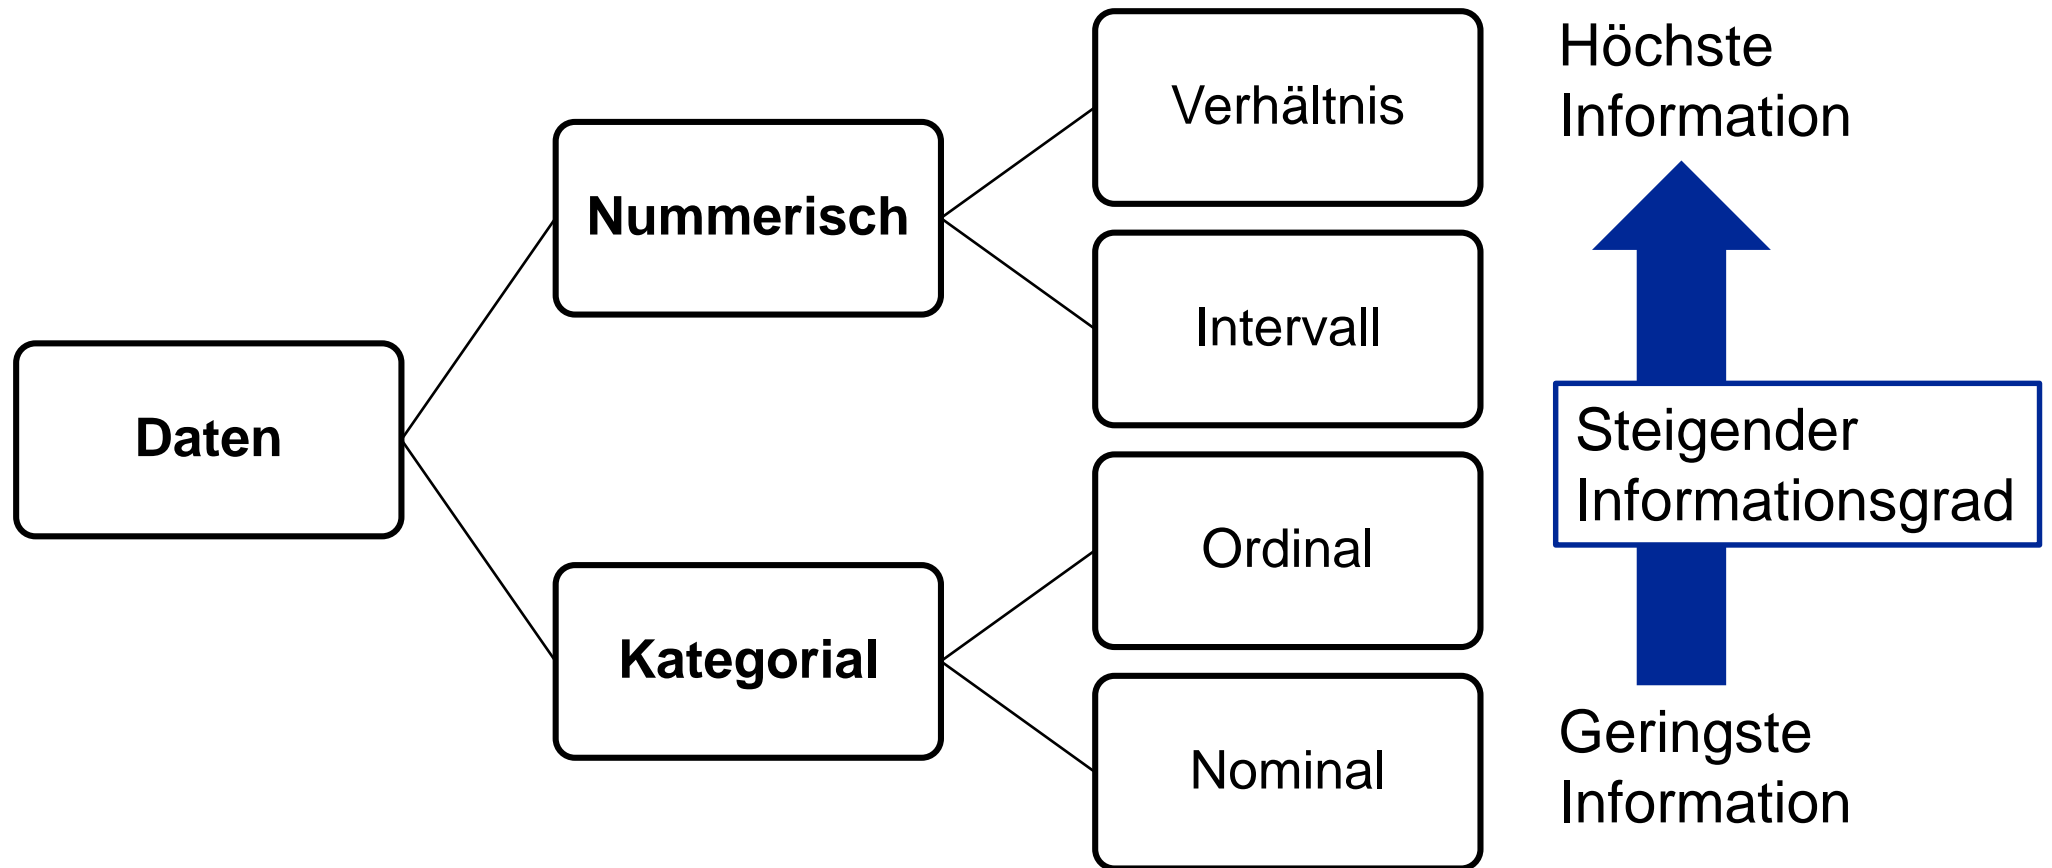 Daten
Nummerisch
Kategorial
Verhältnis
Intervall
Ordinal
Nominal
Höchste
Information
Steigender
Informationsgrad
Geringste
Information